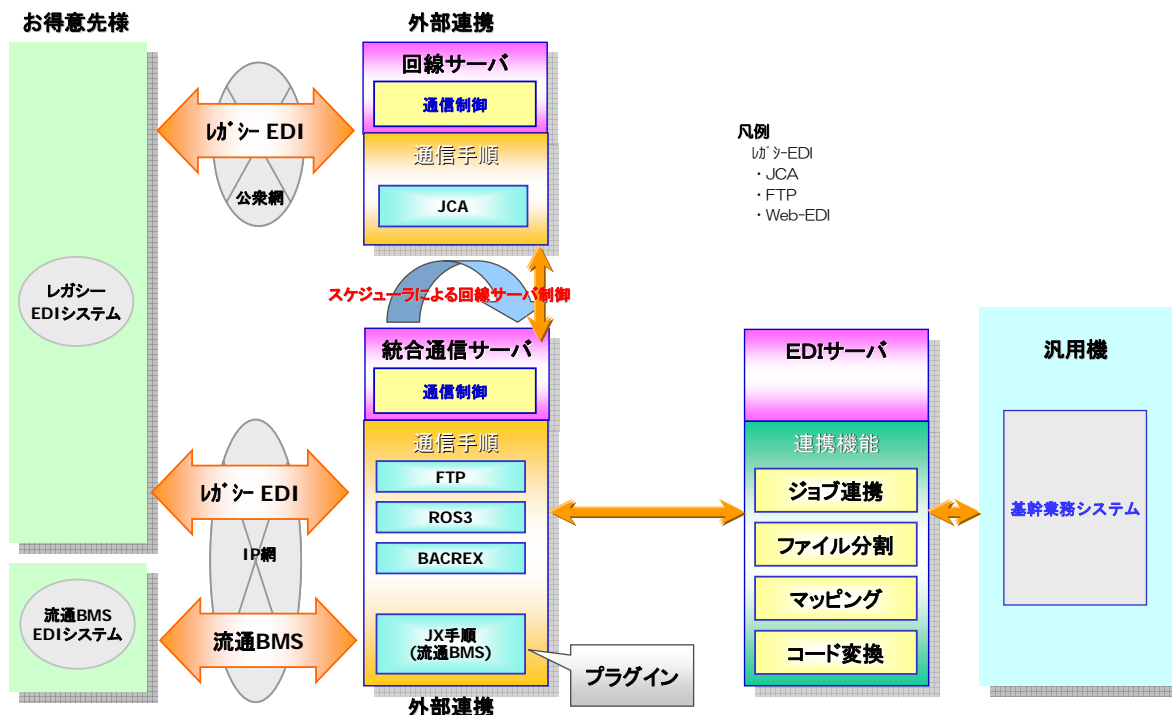 お得意先様
外部連携
回線サーバ
通信制御
ﾚｶﾞｼｰ EDI
公衆網
通信手順
JCA
凡例
ﾚｶﾞｼｰEDI
・JCA
・FTP
・Web-EDI
レガシー
EDIシステム
スケジューラによる回線サーバ制御
統合通信サーバ
通信制御
通信手順
FTP
ROS3
BACREX
ﾚｶﾞｼｰ EDI
IP網
流通BMS
EDIシステム
流通BMS
JX手順
(流通BMS)
プラグイン
外部連携
EDIサーバ
連携機能
ジョブ連携
ファイル分割
マッピング
コード変換
汎用機
基幹業務システム